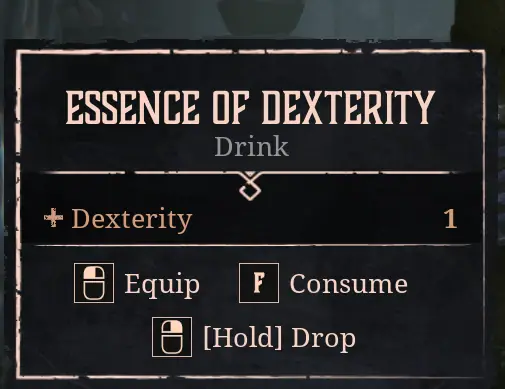 ESSENCE OF DEXTERITY
Drink
+ Dexterity 1
Equip F Consume
[Hold] Drop